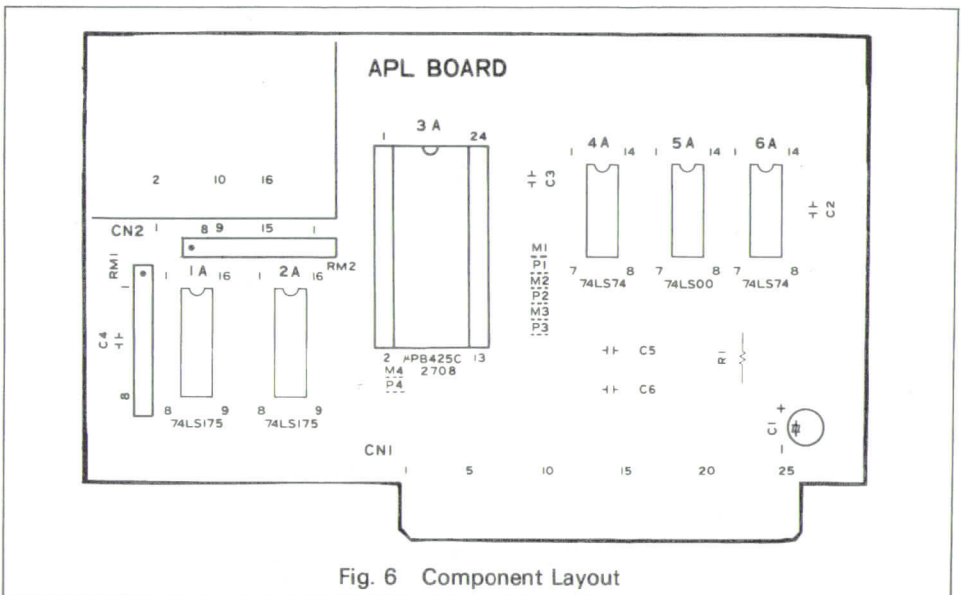 APL BOARD
3A
1 24
4A 5A 6A
1 14 1 14 1 14
C3
C2
2 10 16
CN2 1 8 9 15 1
RM2
RM1
1A 2A
1 16 1 16
1
M1
P1
M2
P2
M3
P3
7 8 7 8 7 8
74LS74 74LS00 74LS74
C4
C5
R1
C6
2 μPB425C 13
2708
M4
P4
8
8 9 8 9
74LS175 74LS175
+
C1
-
CN1
1 5 10 15 20 25
Fig. 6 Component Layout